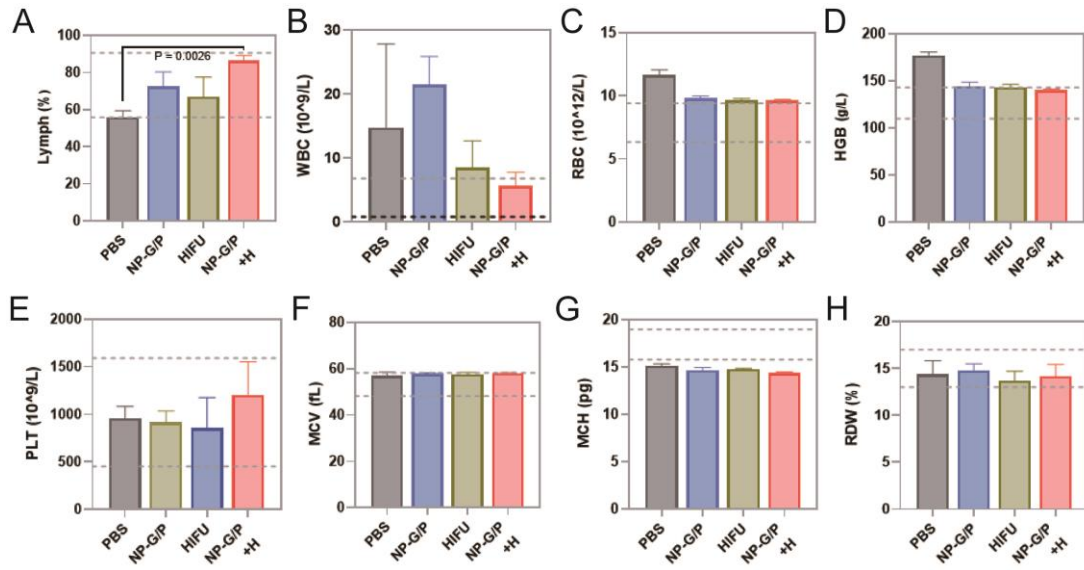 A
Lymph (%)
100
80
60
40
20
0
P = 0.0026
PBS
NP-G/P
HIFU
NP-G/P
+H
B
WBC (10^9/L)
30
20
10
0
PBS
NP-G/P
HIFU
NP-G/P
+H
C
RBC (10^12/L)
15
10
5
0
PBS
NP-G/P
HIFU
NP-G/P
+H
D
HGB (g/L)
200
150
100
50
0
PBS
NP-G/P
HIFU
NP-G/P
+H
E
PLT (10^9/L)
2000
1500
1000
500
0
PBS
NP-G/P
HIFU
NP-G/P
+H
F
MCV (fL)
80
60
40
20
0
PBS
NP-G/P
HIFU
NP-G/P
+H
G
MCH (pg)
20
15
10
5
0
PBS
NP-G/P
HIFU
NP-G/P
+H
H
RDW (%)
20
15
10
5
0
PBS
NP-G/P
HIFU
NP-G/P
+H